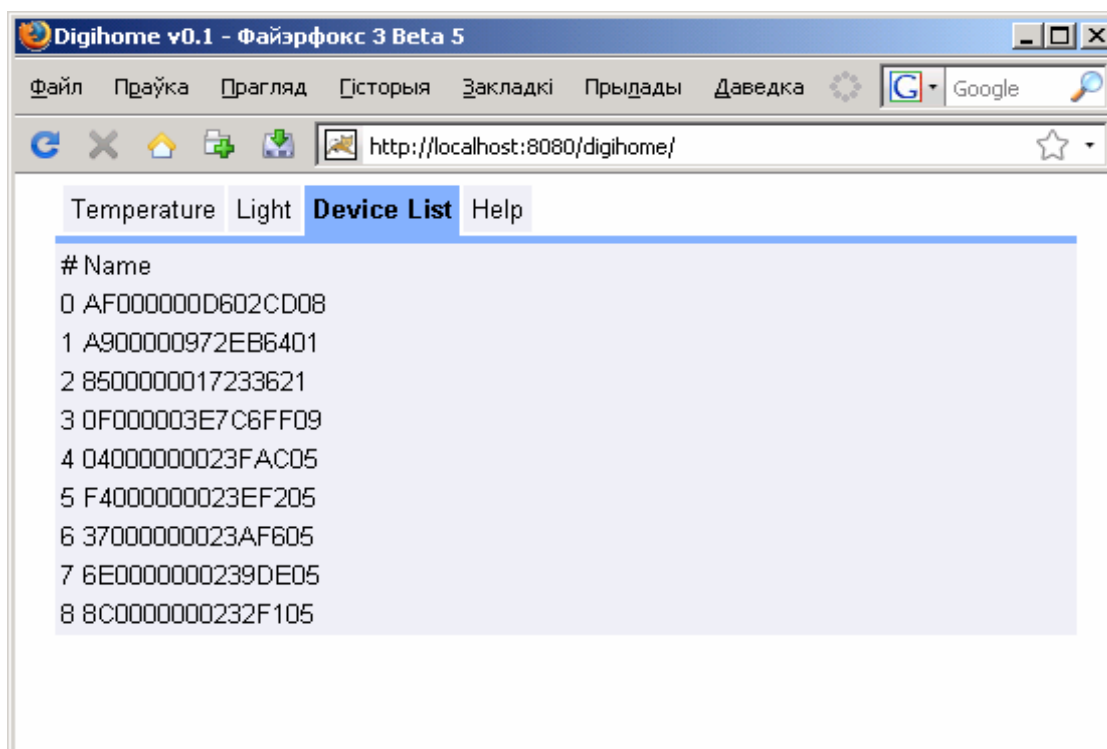 Digihome v0.1 - Файэрфокс 3 Beta 5
Файл Праўка Прагляд Гісторыя Закладкі Прылады Даведка G Google
http://localhost:8080/digihome/
Temperature Light Device List Help
# Name
0 AF000000D602CD08
1 A900000972EB6401
2 8500000017233621
3 0F000003E7C6FF09
4 04000000023FAC05
5 F4000000023EF205
6 37000000023AF605
7 6E0000000239DE05
8 8C0000000232F105